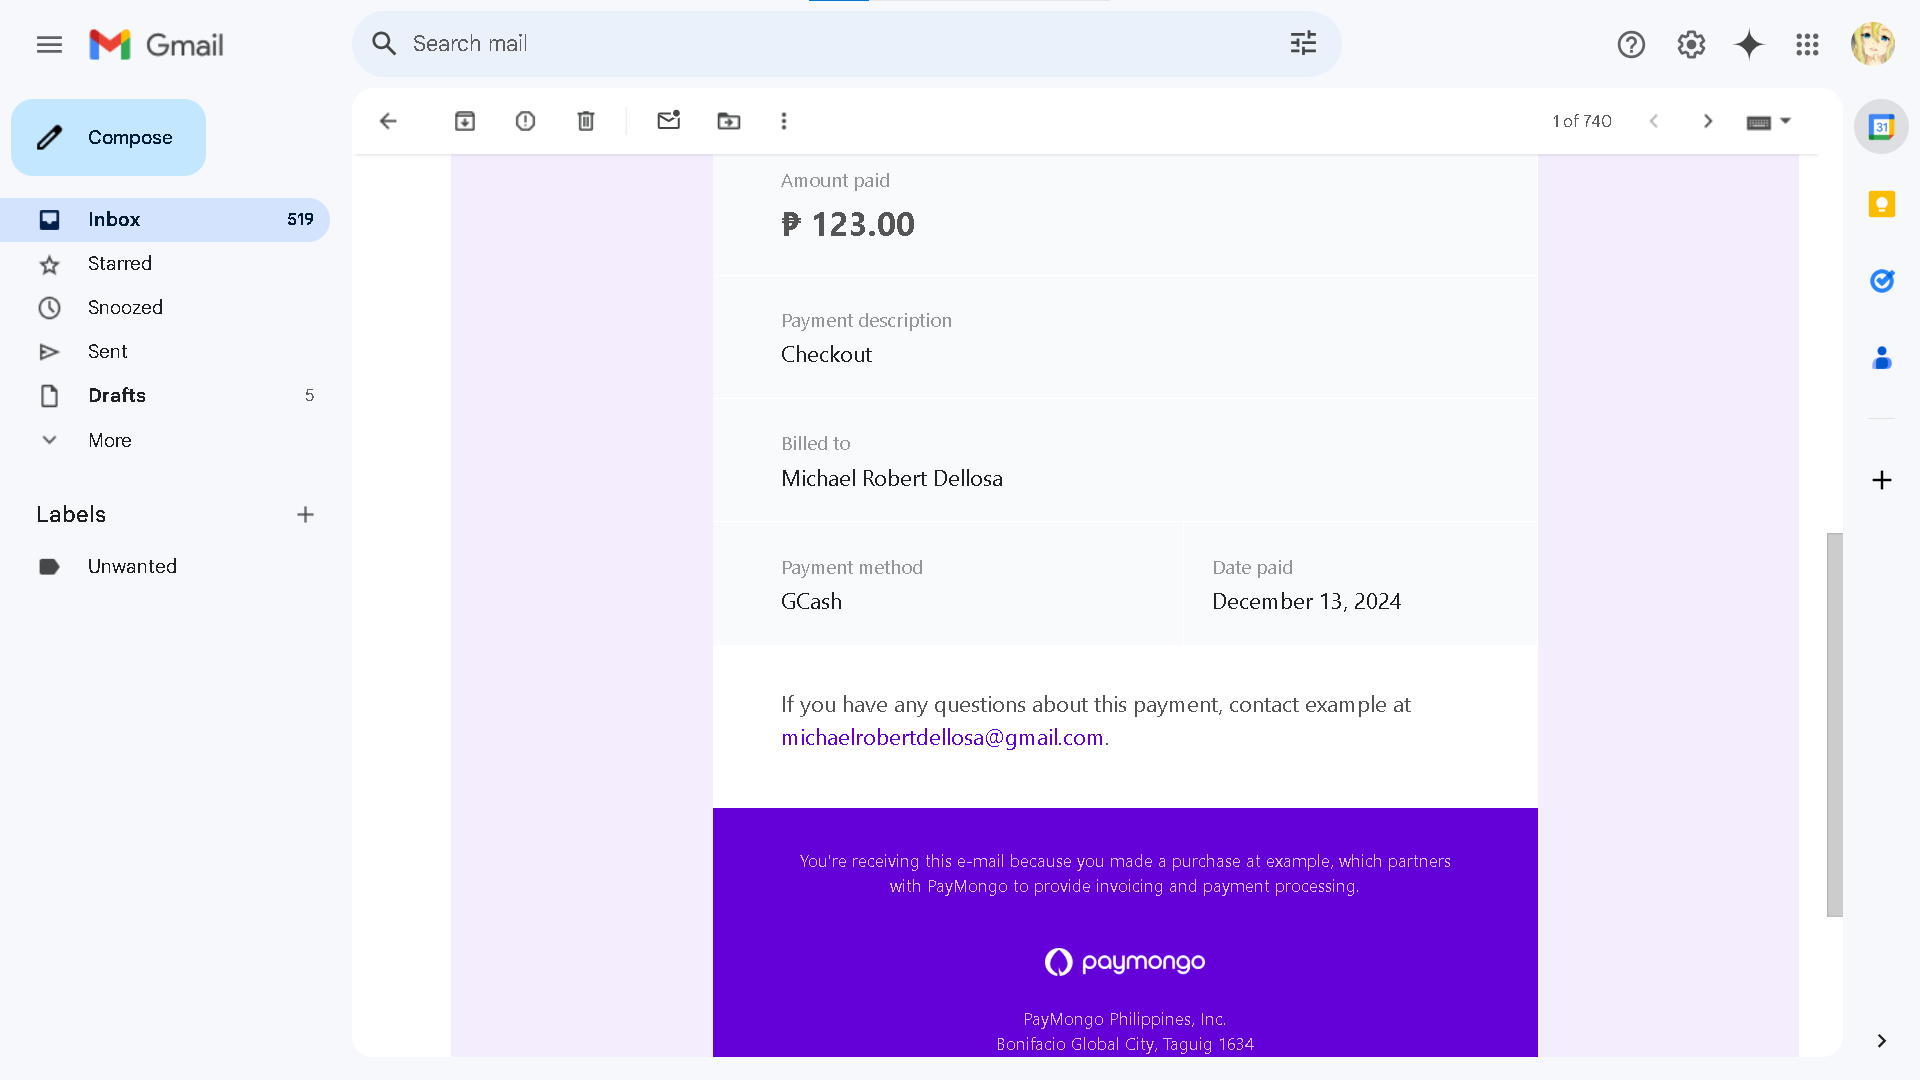 Gmail
Search mail
Compose
Inbox 519
Starred
Snoozed
Sent
Drafts 5
More
Labels
Unwanted
1 of 740
31
Amount paid
₱ 123.00
Payment description
Checkout
Billed to
Michael Robert Dellosa
Payment method
GCash
Date paid
December 13, 2024
If you have any questions about this payment, contact example at
michaelrobertdellosa@gmail.com.
You're receiving this e-mail because you made a purchase at example, which partners
with PayMongo to provide invoicing and payment processing.
paymongo
PayMongo Philippines, Inc.
Bonifacio Global City, Taguig 1634